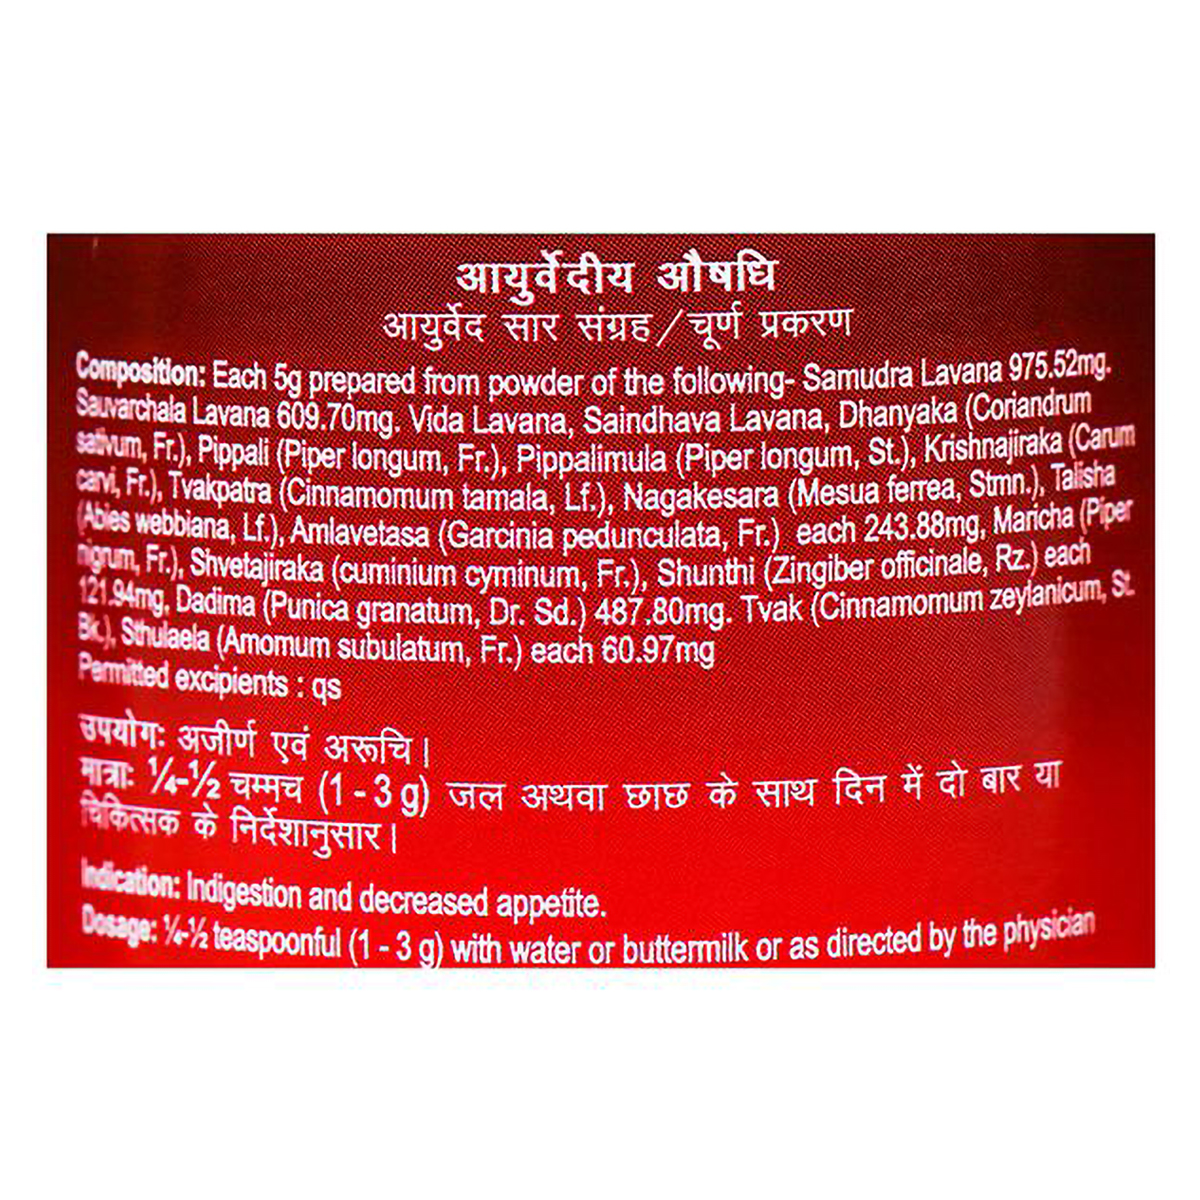 आयुर्वेदीय औषधि
आयुर्वेद सार संग्रह/चूर्ण प्रकरण
Composition: Each 5g prepared from powder of the following- Samudra Lavana 975.52mg.
Sauvarchala Lavana 609.70mg. Vida Lavana, Saindhava Lavana, Dhanyaka (Coriandrum
sativum, Fr.), Pippali (Piper longum, Fr.), Pippalimula (Piper longum, St.), Krishnajiraka (Carum
carvi, Fr.), Tvakpatra (Cinnamomum tamala, Lf.), Nagakesara (Mesua ferrea, Stmn.), Talisha
(Abies webbiana, Lf.), Amlavetasa (Garcinia pedunculata, Fr.) each 243.88mg, Maricha (Piper
nigrum, Fr.), Shvetajiraka (cuminium cyminum, Fr.), Shunthi (Zingiber officinale, Rz.) each
121.94mg, Dadima (Punica granatum, Dr. Sd.) 487.80mg. Tvak (Cinnamomum zeylanicum, St.
Bk.), Sthulaela (Amomum subulatum, Fr.) each 60.97mg
Permitted excipients : qs
उपयोगः अजीर्ण एवं अरूचि।
मात्राः ¼-½ चम्मच (1 - 3 g) जल अथवा छाछ के साथ दिन में दो बार या
चिकित्सक के निर्देशानुसार।
Indication: Indigestion and decreased appetite.
Dosage: ¼-½ teaspoonful (1 - 3 g) with water or buttermilk or as directed by the physician